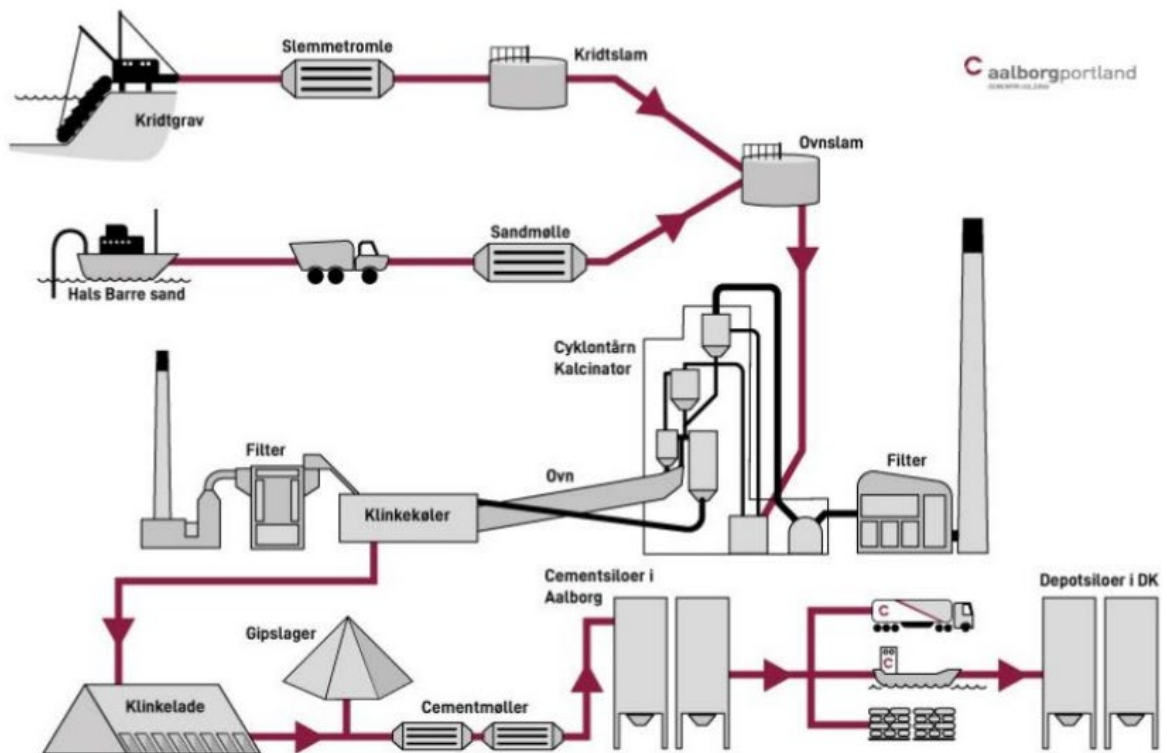 Slemmetromle
Kridtslam
aalborgportland
Kridtgrav
Ovnslam
Sandmølle
Hals Barre sand
Cyklontårn
Kalcinator
Filter
Ovn
Filter
Klinkekøler
Cementsiloer i
Aalborg
Depotsiloer i DK
Gipslager
C
C
Klinkelade
Cementmøller